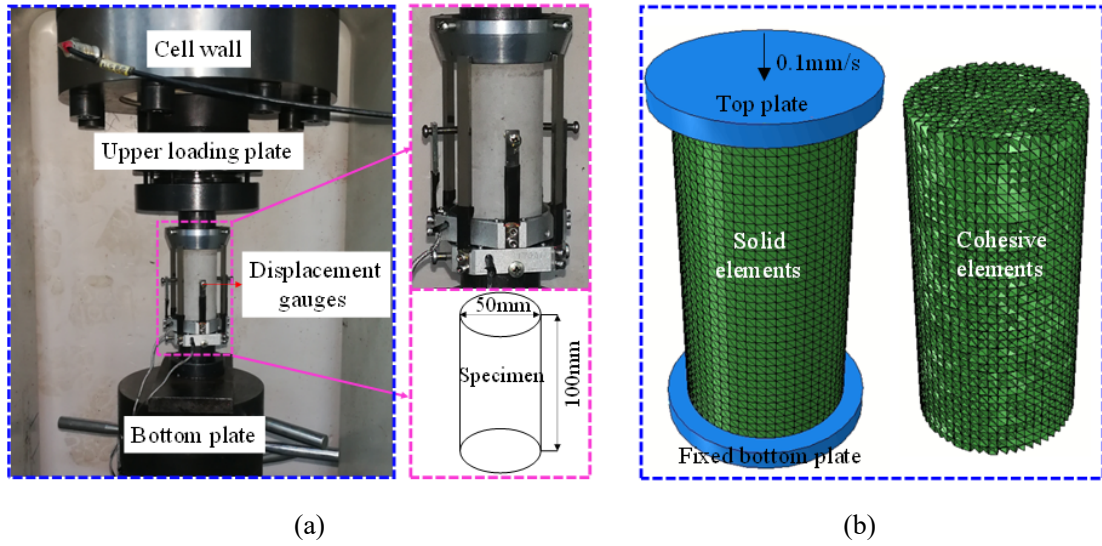 Cell wall
Upper loading plate
Displacement
gauges
Bottom plate
50mm
Specimen
100mm
(a)
0.1mm/s
Top plate
Solid
elements
Cohesive
elements
Fixed bottom plate
(b)